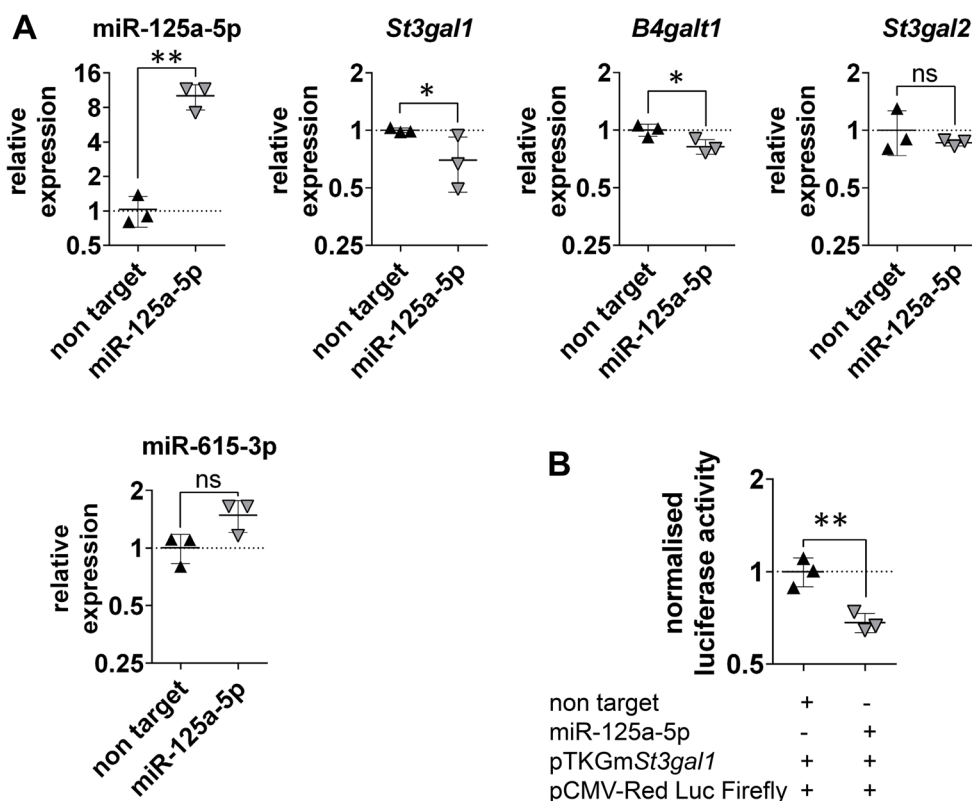 A
miR-125a-5p
relative
expression
16
8
4
2
1
0.5
**
non target
miR-125a-5p
St3gal1
relative
expression
2
1
0.5
0.25
*
non target
miR-125a-5p
B4galt1
relative
expression
2
1
0.5
0.25
*
non target
miR-125a-5p
St3gal2
relative
expression
2
1
0.5
0.25
ns
non target
miR-125a-5p
miR-615-3p
relative
expression
2
1
0.5
0.25
ns
non target
miR-125a-5p
B
normalised
luciferase activity
2
1
0.5
**
non target + -
miR-125a-5p - +
pTKGmSt3gal1 + +
pCMV-Red Luc Firefly + +